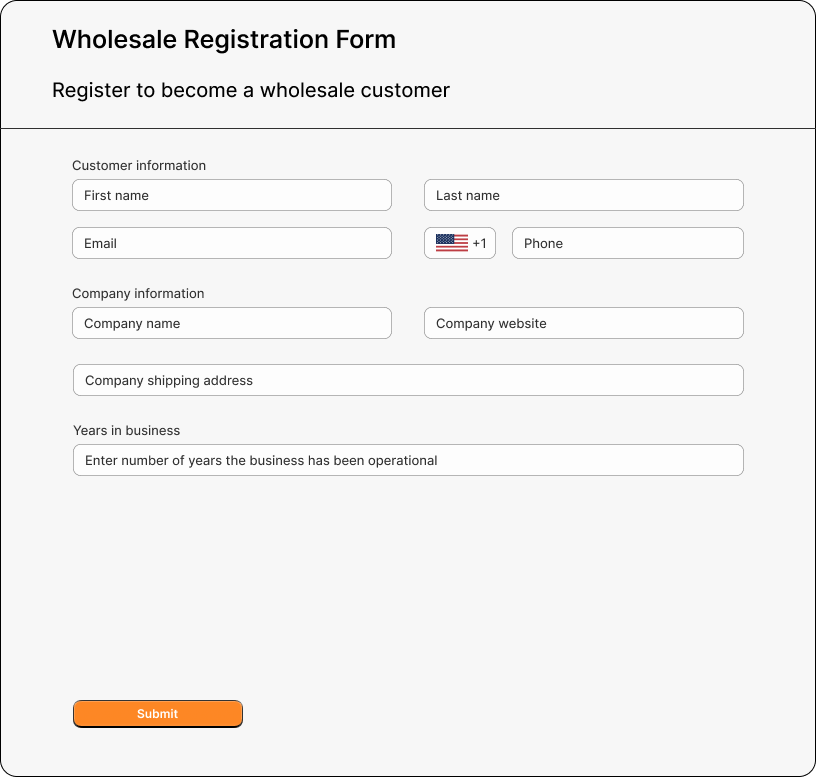 Wholesale Registration Form
Register to become a wholesale customer
Customer information
First name
Last name
Email
+1
Phone
Company information
Company name
Company website
Company shipping address
Years in business
Enter number of years the business has been operational
Submit